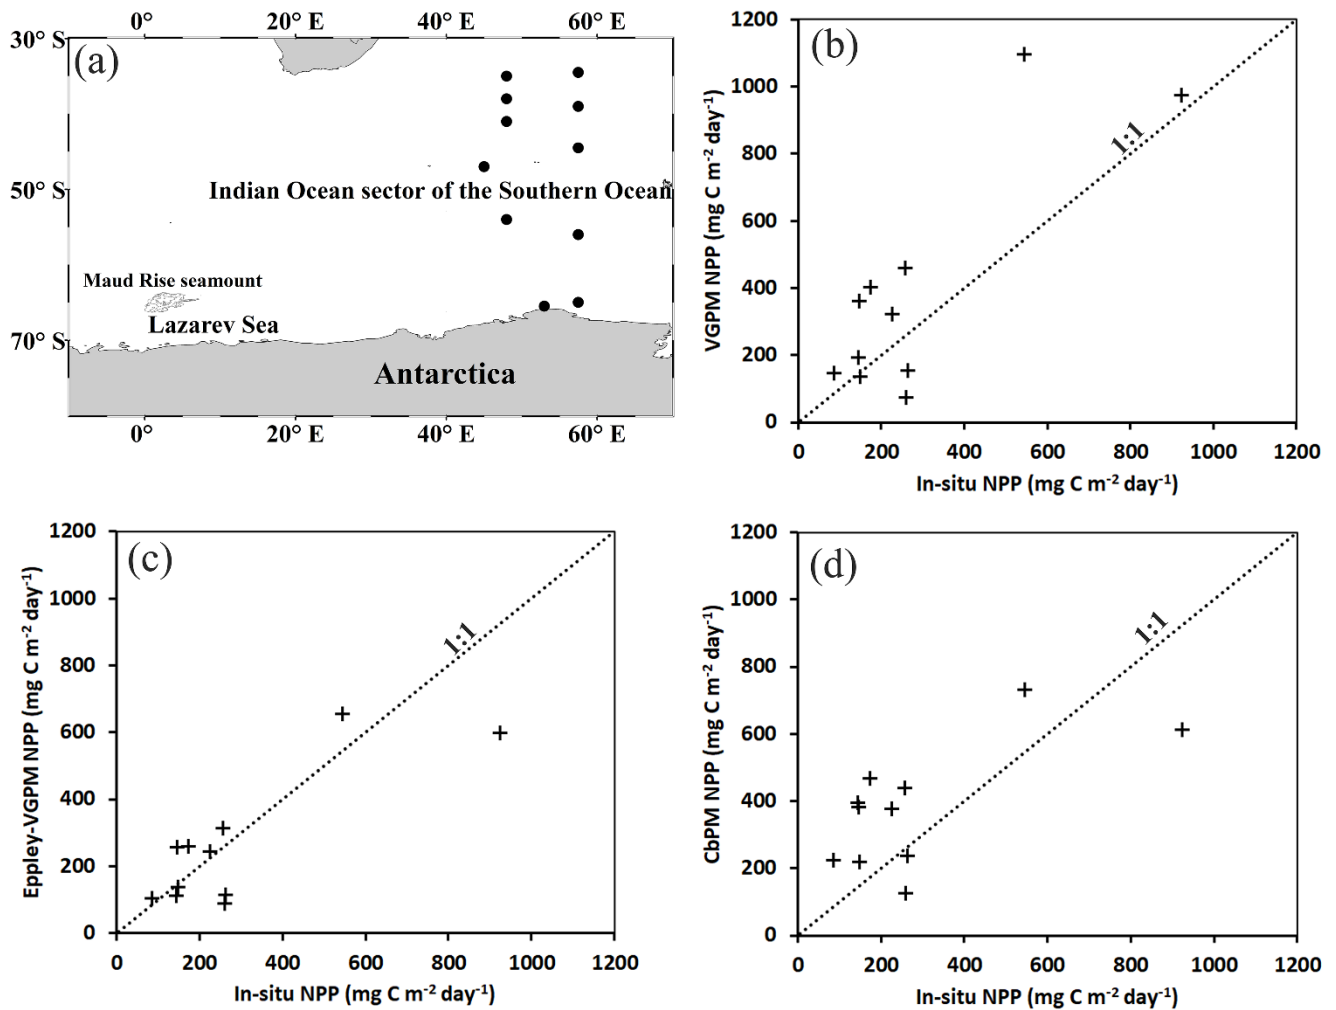 0° 20° E 40° E 60° E
30° S
(a)
50° S
Indian Ocean sector of the Southern Ocean
Maud Rise seamount
Lazarev Sea
70° S
Antarctica
0° 20° E 40° E 60° E
(b)
VGPM NPP (mg C m-2 day-1)
1200
1000
800
600
400
200
0
1:1
0 200 400 600 800 1000 1200
In-situ NPP (mg C m-2 day-1)
(c)
Eppley-VGPM NPP (mg C m-2 day-1)
1200
1000
800
600
400
200
0
1:1
0 200 400 600 800 1000 1200
In-situ NPP (mg C m-2 day-1)
(d)
CbPM NPP (mg C m-2 day-1)
1200
1000
800
600
400
200
0
1:1
0 200 400 600 800 1000 1200
In-situ NPP (mg C m-2 day-1)